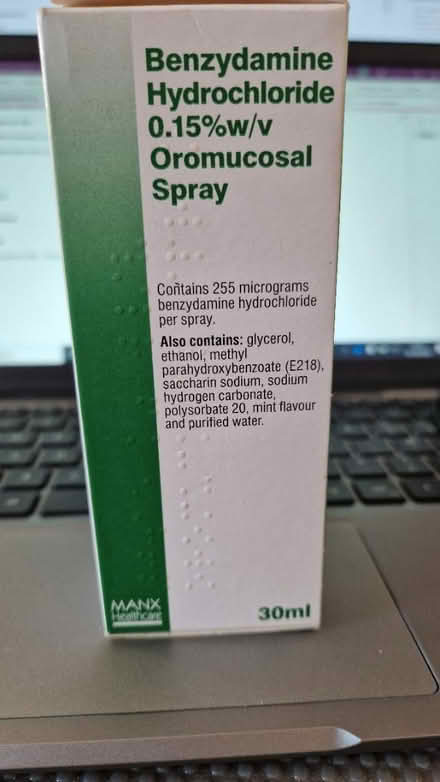 Benzydamine
Hydrochloride
0.15%w/v
Oromucosal
Spray
Contains 255 micrograms
benzydamine hydrochloride
per spray.
Also contains: glycerol,
ethanol, methyl
parahydroxybenzoate (E218),
saccharin sodium, sodium
hydrogen carbonate,
polysorbate 20, mint flavour
and purified water.
MANX
Healthcare
30ml